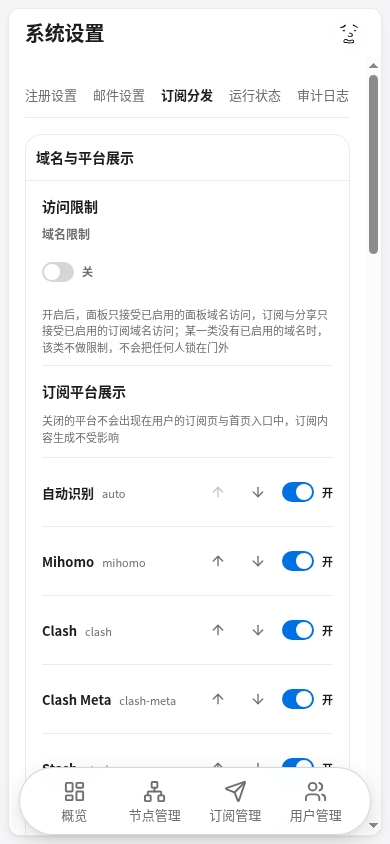 系统设置
注册设置 邮件设置 订阅分发 运行状态 审计日志
域名与平台展示
访问限制
域名限制
关
开启后，面板只接受已启用的面板域名访问，订阅与分享只
接受已启用的订阅域名访问；某一类没有已启用的域名时，
该类不做限制，不会把任何人锁在门外
订阅平台展示
关闭的平台不会出现在用户的订阅页与首页入口中，订阅内
容生成不受影响
自动识别 auto 开
Mihomo mihomo 开
Clash clash 开
Clash Meta clash-meta 开
概览 节点管理 订阅管理 用户管理